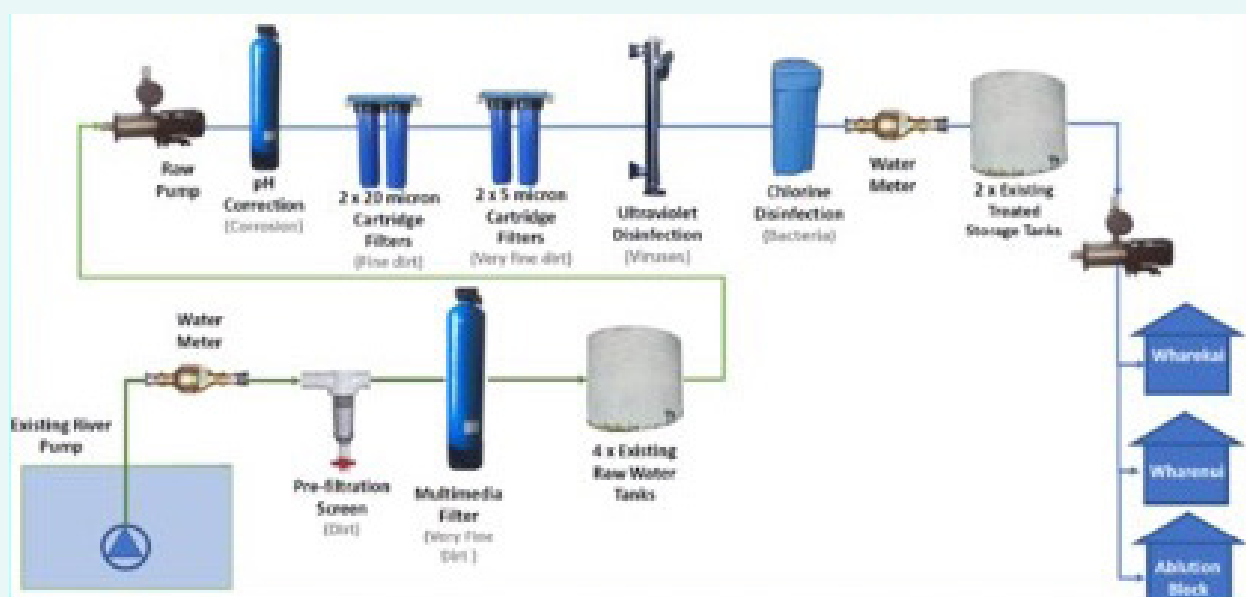 Raw
Pump
pH
Correction
(Corrosion)
2 x 20 micron
Cartridge
Filters
(Fine dirt)
2 x 5 micron
Cartridge
Filters
(Very fine dirt)
Ultraviolet
Disinfection
(Viruses)
Chlorine
Disinfection
(Bacteria)
Water
Meter
2 x Existing
Treated
Storage Tanks
Water
Meter
Existing River
Pump
Pre-filtration
Screen
(Dirt)
Multimedia
Filter
(Very Fine
Dirt )
4 x Existing
Raw Water
Tanks
Wharekai
Wharenui
Ablution
Block